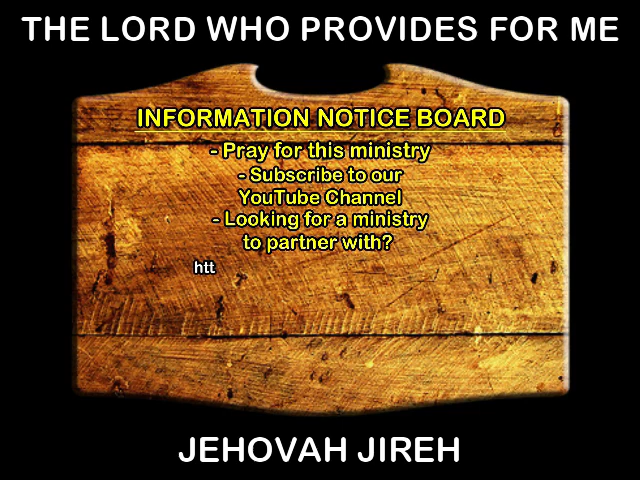 THE LORD WHO PROVIDES FOR ME
INFORMATION NOTICE BOARD
- Pray for this ministry
- Subscribe to our
YouTube Channel
- Looking for a ministry
to partner with?
htt
JEHOVAH JIREH